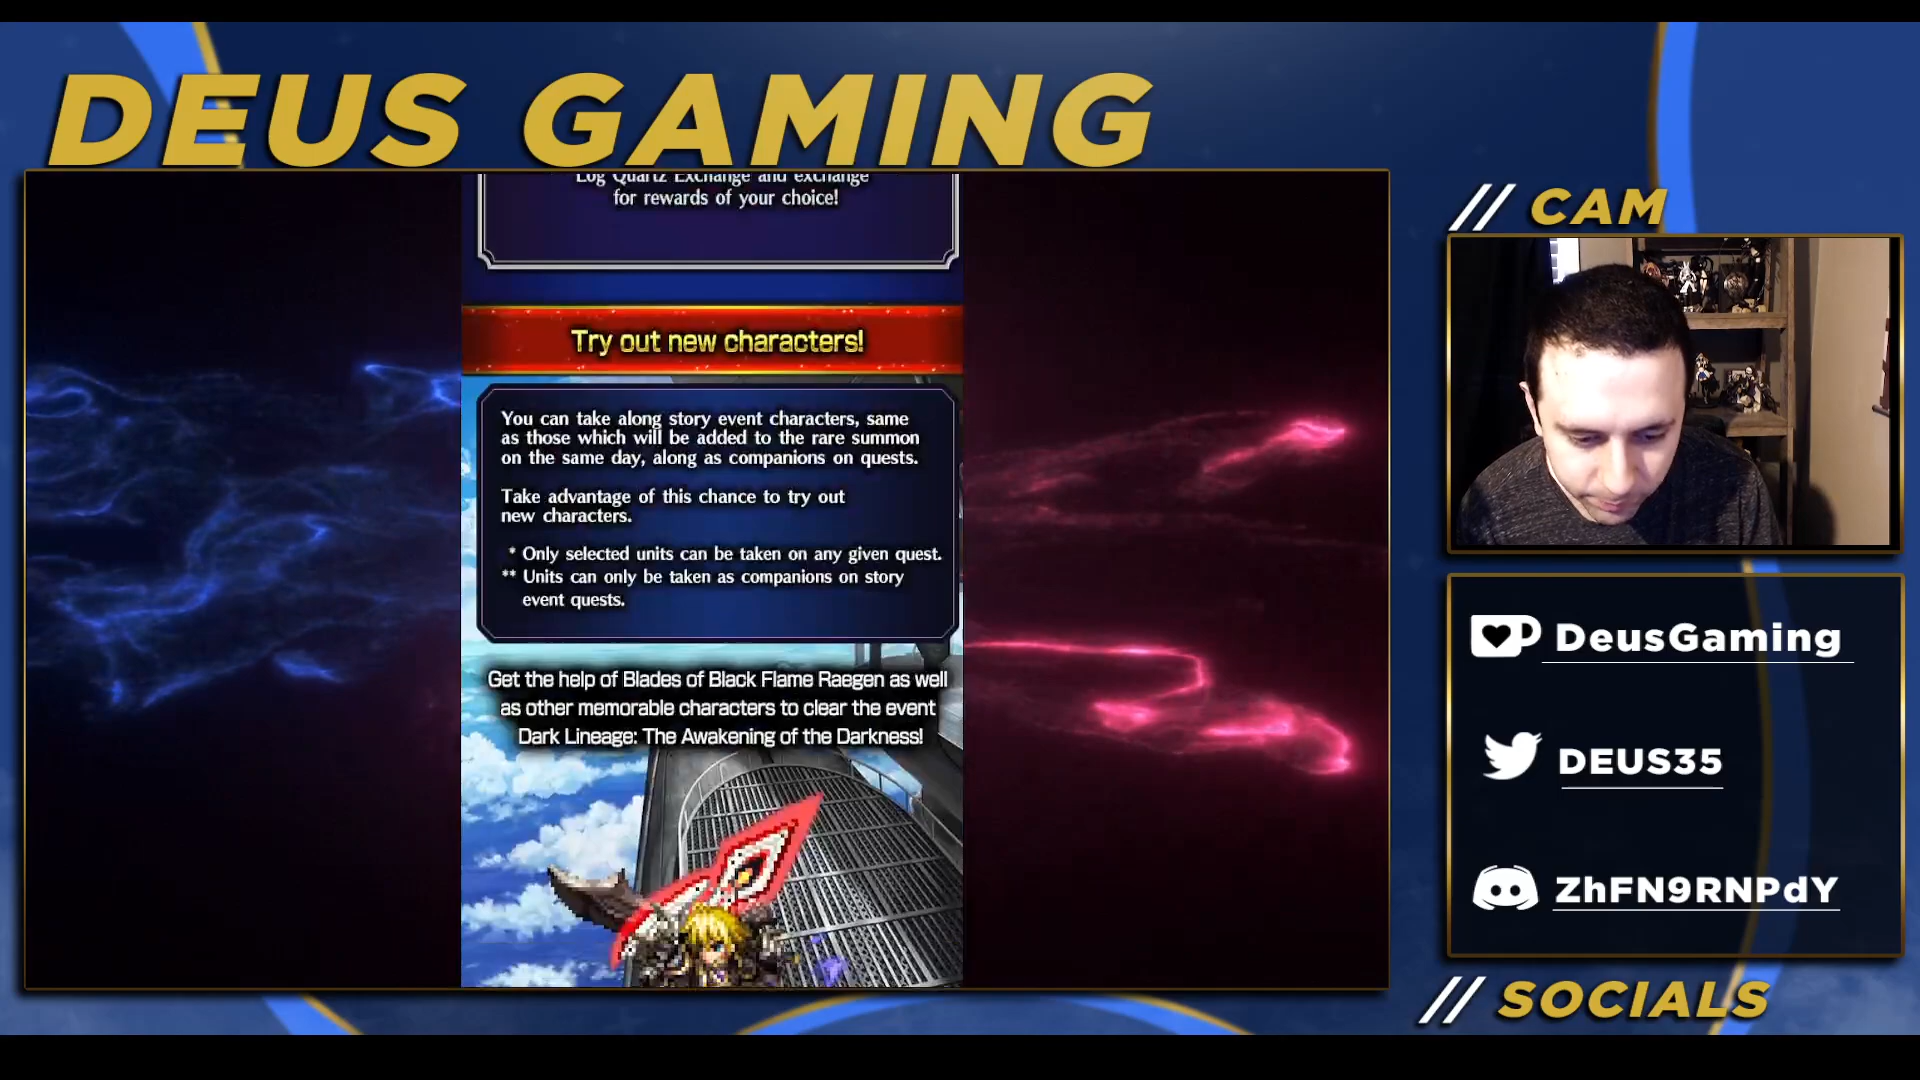 DEUS GAMING
Log Quartz Exchange and exchange
for rewards of your choice!
Try out new characters!
You can take along story event characters, same
as those which will be added to the rare summon
on the same day, along as companions on quests.
Take advantage of this chance to try out
new characters.
* Only selected units can be taken on any given quest.
** Units can only be taken as companions on story
event quests.
Get the help of Blades of Black Flame Raegen as well
as other memorable characters to clear the event
Dark Lineage: The Awakening of the Darkness!
// CAM
DeusGaming
DEUS35
ZhFN9RNPdY
// SOCIALS